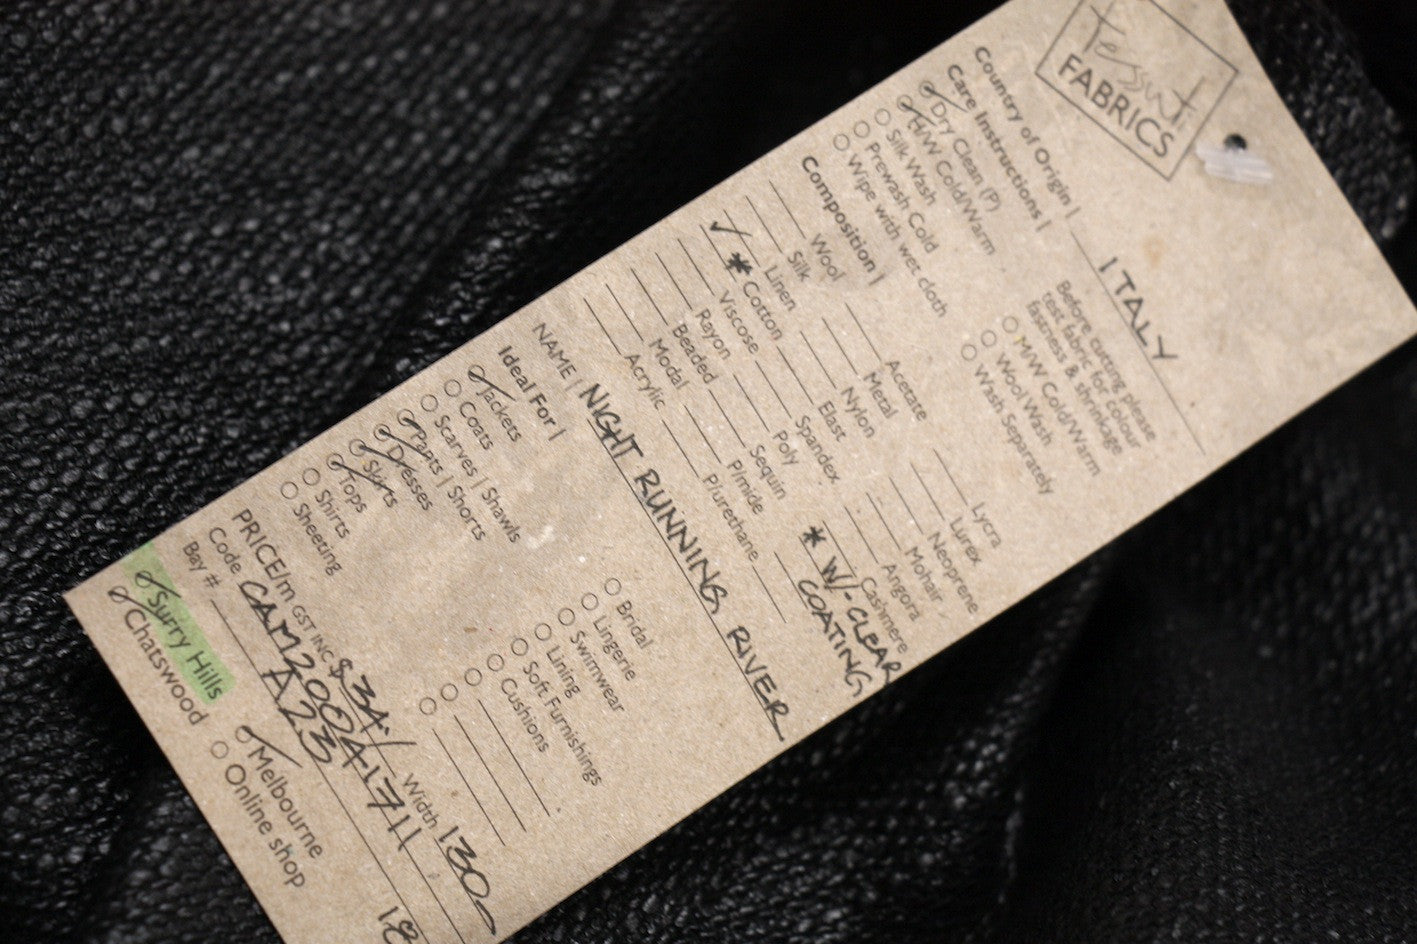 Tessuti
FABRICS
Country of Origin | ITALY
Care Instructions |
Dry Clean (P)
H/W Cold/Warm
Silk Wash
Prewash Cold
Wipe with wet cloth
Before cutting please
test fabric for colour
fastness & shrinkage
M/W Cold/Warm
Wool Wash
Wash Separately
Composition |
Wool
Silk
Linen
✓ * Cotton
Viscose
Rayon
Beaded
Modal
Acrylic
Acetate
Metal
Nylon
Elast
Spandex
Poly
Sequin
P/mide
P/urethane
Lycra
Lurex
Neoprene
Mohair
Angora
Cashmere
* W/- CLEAR
COATING
NAME | NIGHT RUNNING RIVER
Ideal For |
Jackets
Coats
Scarves | Shawls
Pants | Shorts
Dresses
Skirts
Tops
Shirts
Sheeting
Bridal
Lingerie
Swimwear
Lining
Soft Furnishings
Cushions
PRICE/m GST INC $34./ Width 130
Code CAM200241711
Bay #. A23
18
Surry Hills
Chatswood
Melbourne
Online shop